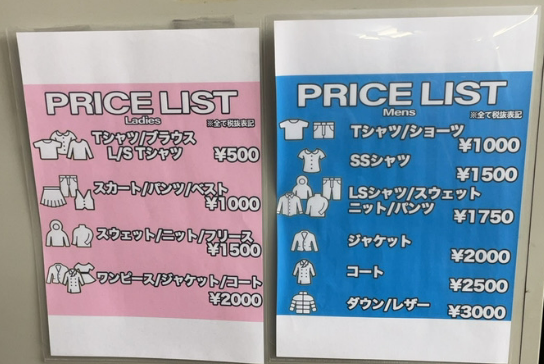 PRICE LIST
Ladies
※全て税抜表記
Tシャツ/ブラウス
L/S Tシャツ
¥500
スカート/パンツ/ベスト
¥1000
スウェット/ニット/フリース
¥1500
ワンピース/ジャケット/コート
¥2000
PRICE LIST
Mens
※全て税抜表記
Tシャツ/ショーツ
¥1000
SSシャツ
¥1500
LSシャツ/スウェット
ニット/パンツ
¥1750
ジャケット
¥2000
コート
¥2500
ダウン/レザー
¥3000